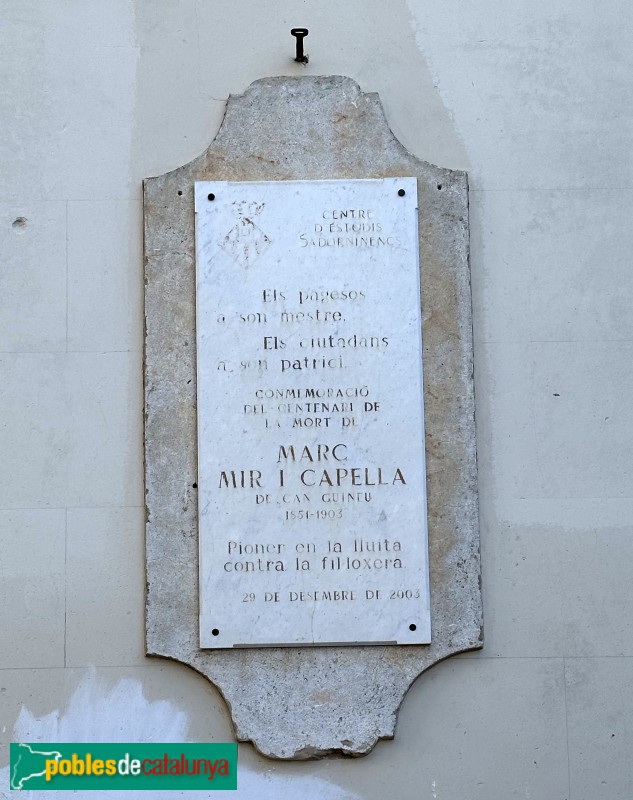 CENTRE
D'ESTUDIS
SADURNINENCS
Els pagesos
a son mestre.
Els ciutadans
a son patrici.
CONMEMORACIÓ
DEL CENTENARI DE
LA MORT DE
MARC
MIR I CAPELLA
DE CAN GUINEU
1851-1903
Pioner en la lluita
contra la fil·loxera.
29 DE DESEMBRE DE 2003
poblesdecatalunya